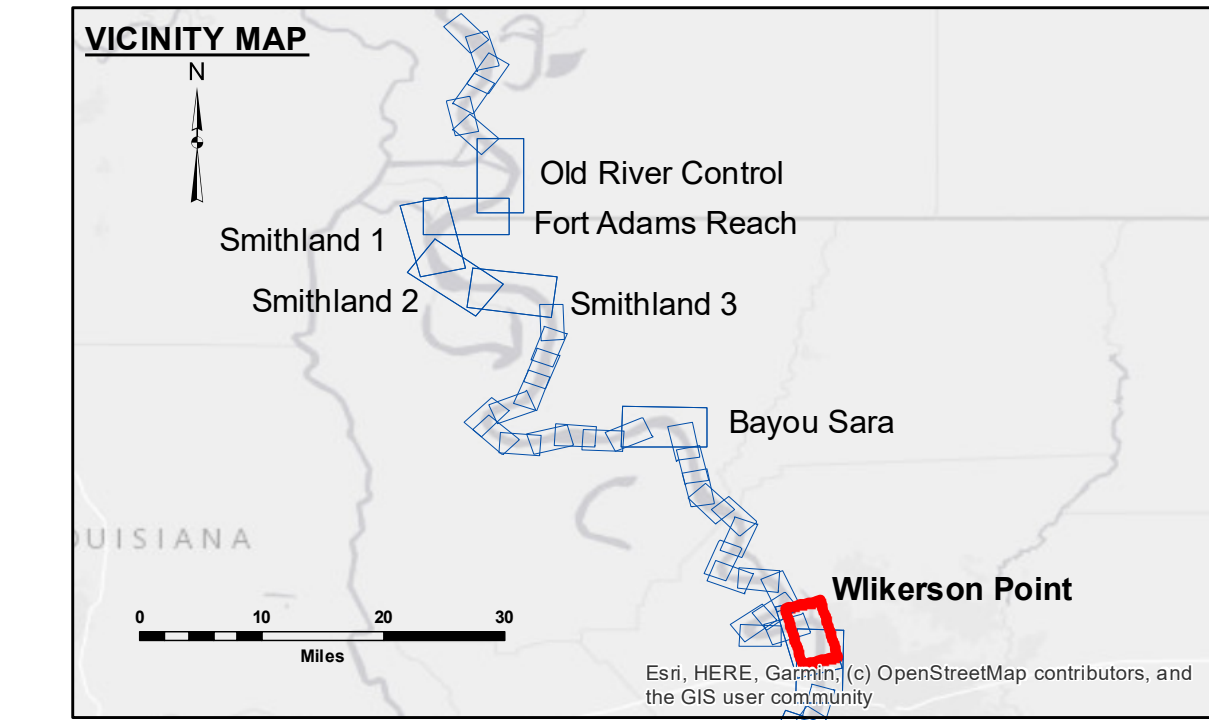 VICINITY MAP
N
Old River Control
Fort Adams Reach
Smithland 1
Smithland 2
Smithland 3
Bayou Sara
OUISIANA
Wlikerson Point
0 10 20 30
Miles
Esri, HERE, Garmin, (c) OpenStreetMap contributors, and
the GIS user community